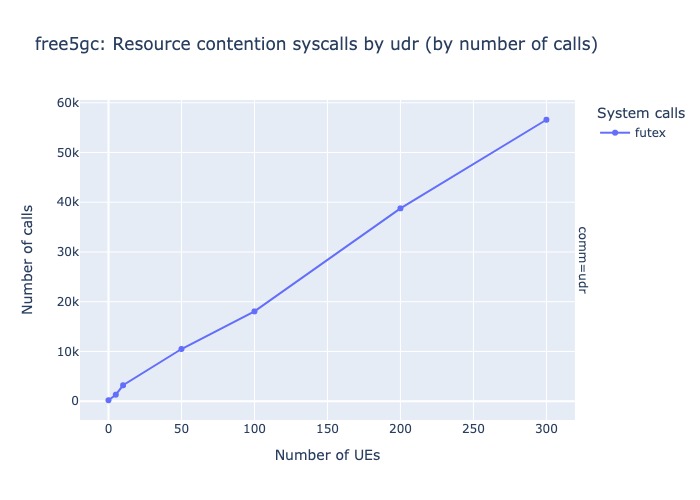 free5gc: Resource contention syscalls by udr (by number of calls)
System calls
futex
Number of calls
60k
50k
40k
30k
20k
10k
0
comm=udr
0 50 100 150 200 250 300
Number of UEs